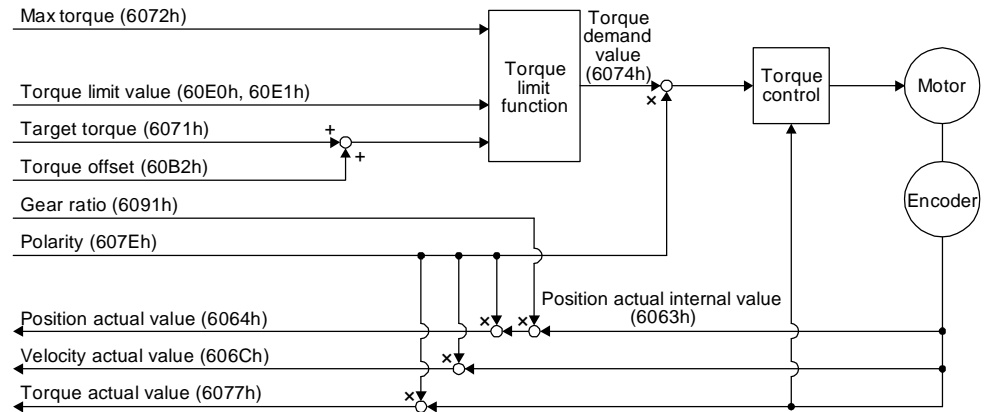 Max torque (6072h)
Torque limit value (60E0h, 60E1h)
Target torque (6071h)
+
+
Torque offset (60B2h)
Gear ratio (6091h)
Polarity (607Eh)
Torque
limit
function
Torque
demand
value
(6074h)
×
Torque
control
Motor
Encoder
Position actual internal value
(6063h)
Position actual value (6064h)
×
×
Velocity actual value (606Ch)
×
Torque actual value (6077h)
×